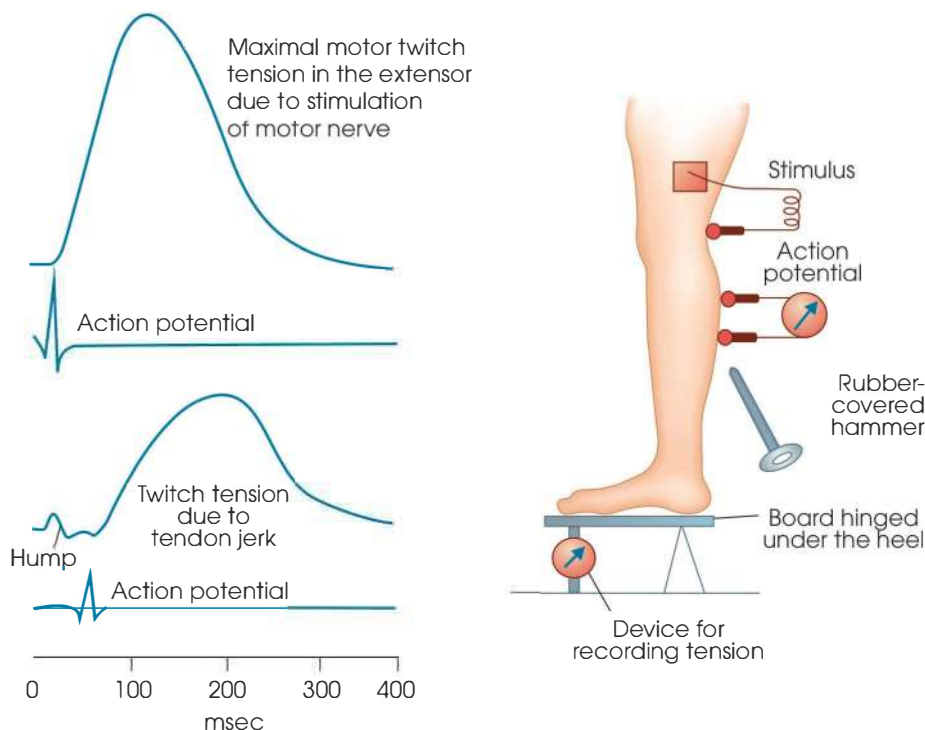 Maximal motor twitch
tension in the extensor
due to stimulation
of motor nerve
Action potential
Twitch tension
due to
tendon jerk
Hump
Action potential
0 100 200 300 400
msec
Stimulus
Action
potential
Rubber-
covered
hammer
Board hinged
under the heel
Device for
recording tension